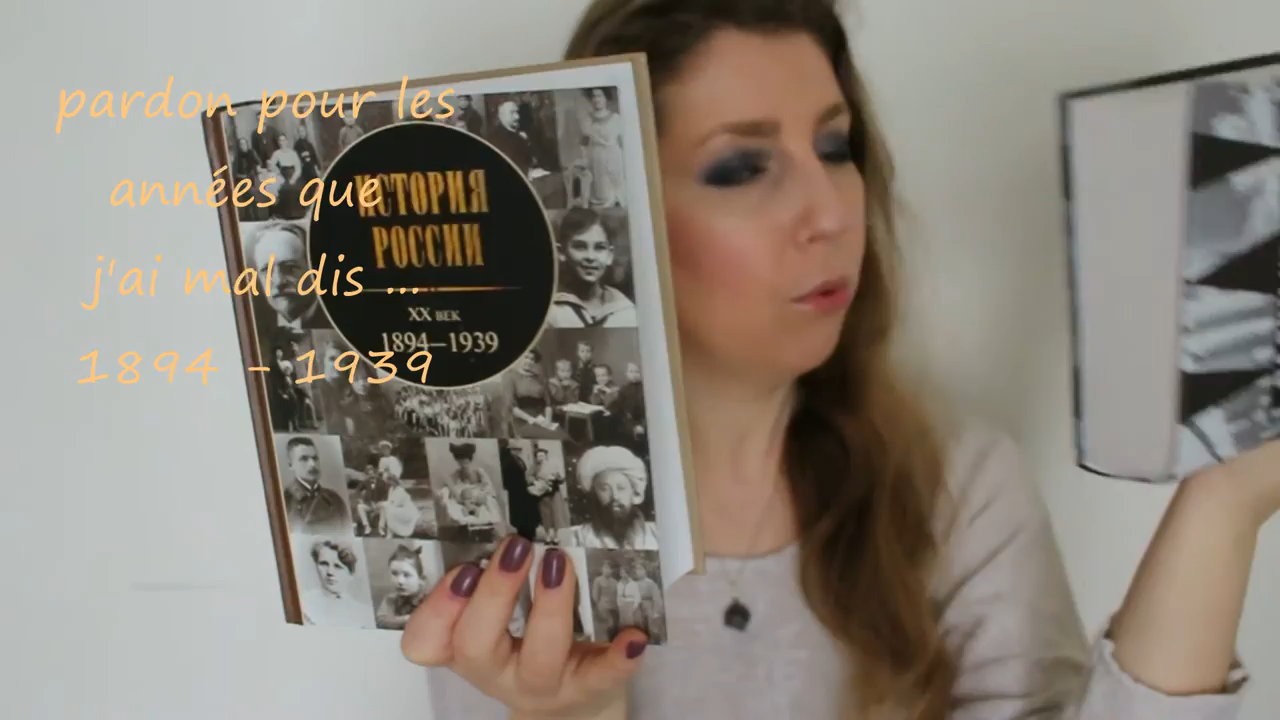 pardon pour les
années que
j'ai mal dis ...
1894 - 1939
ИСТОРИЯ
РОССИИ
XX ВЕК
1894–1939